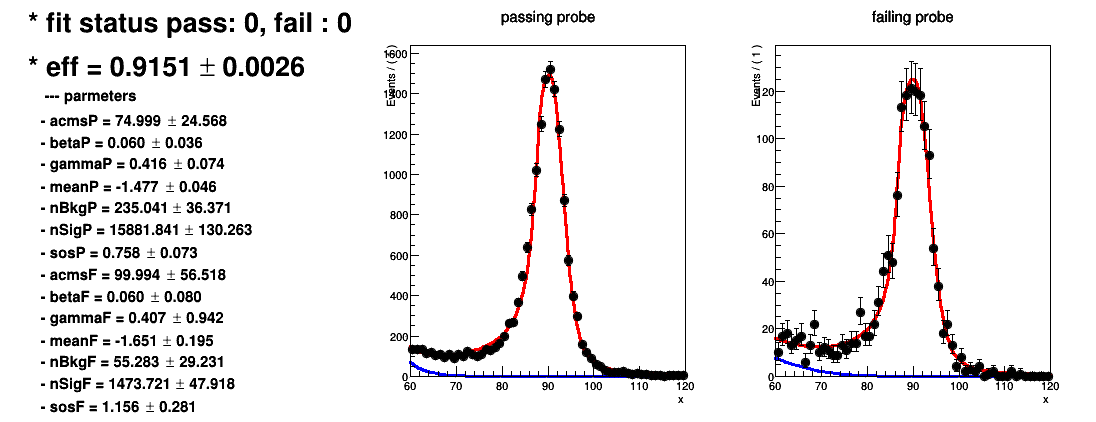 * fit status pass: 0, fail : 0
* eff = 0.9151 ± 0.0026
--- parmeters
- acmsP = 74.999 ± 24.568
- betaP = 0.060 ± 0.036
- gammaP = 0.416 ± 0.074
- meanP = -1.477 ± 0.046
- nBkgP = 235.041 ± 36.371
- nSigP = 15881.841 ± 130.263
- sosP = 0.758 ± 0.073
- acmsF = 99.994 ± 56.518
- betaF = 0.060 ± 0.080
- gammaF = 0.407 ± 0.942
- meanF = -1.651 ± 0.195
- nBkgF = 55.283 ± 29.231
- nSigF = 1473.721 ± 47.918
- sosF = 1.156 ± 0.281
passing probe
Events / ( 1 )
1600
1400
1200
1000
800
600
400
200
0
60 70 80 90 100 110 120
x
failing probe
Events / ( 1 )
120
100
80
60
40
20
0
60 70 80 90 100 110 120
x